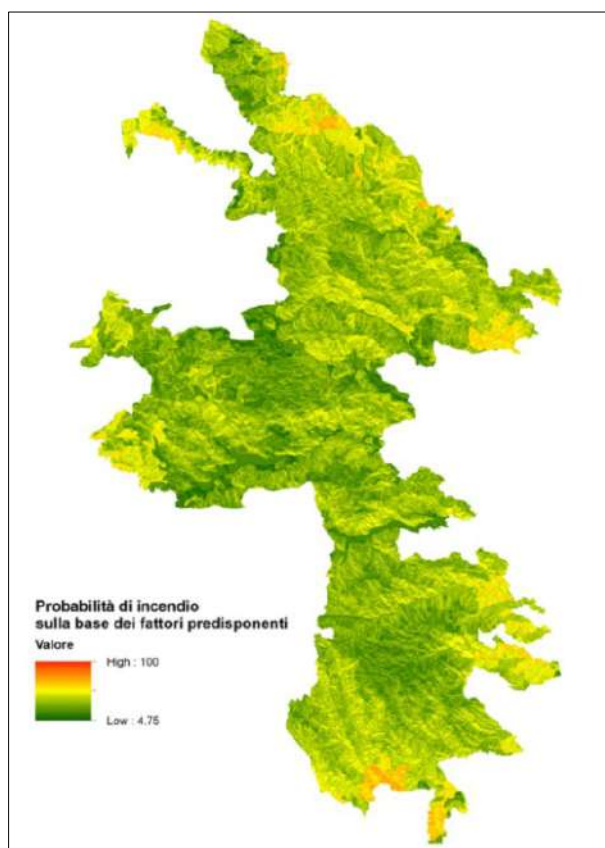 Probabilità di incendio
sulla base dei fattori predisponenti
Valore
High : 100
Low : 4.75